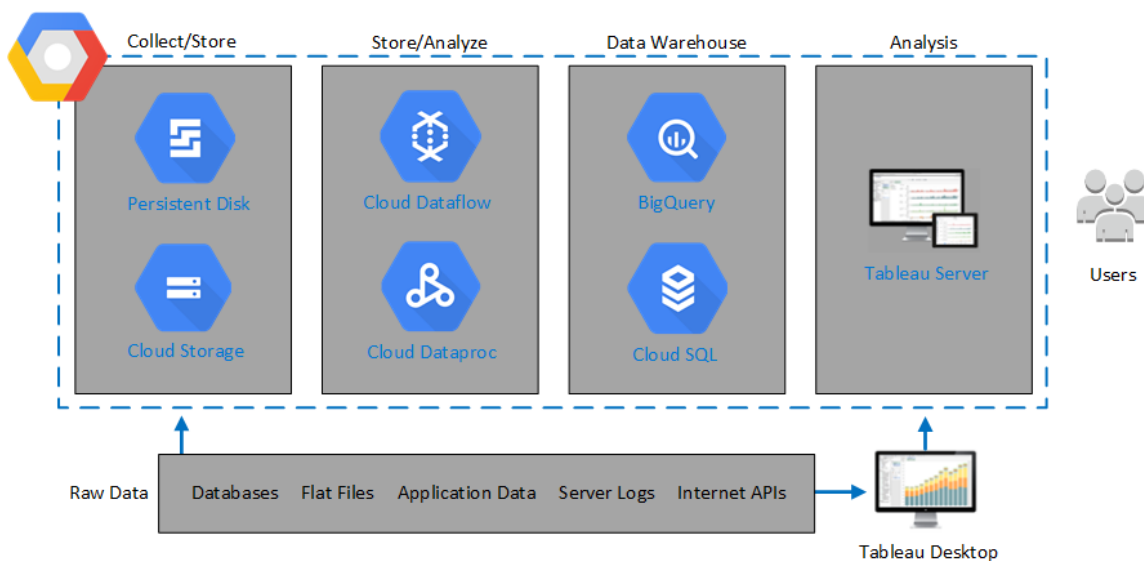 Collect/Store
Store/Analyze
Data Warehouse
Analysis
Persistent Disk
Cloud Dataflow
BigQuery
Cloud Storage
Cloud Dataproc
Cloud SQL
Tableau Server
Users
Raw Data
Databases
Flat Files
Application Data
Server Logs
Internet APIs
Tableau Desktop